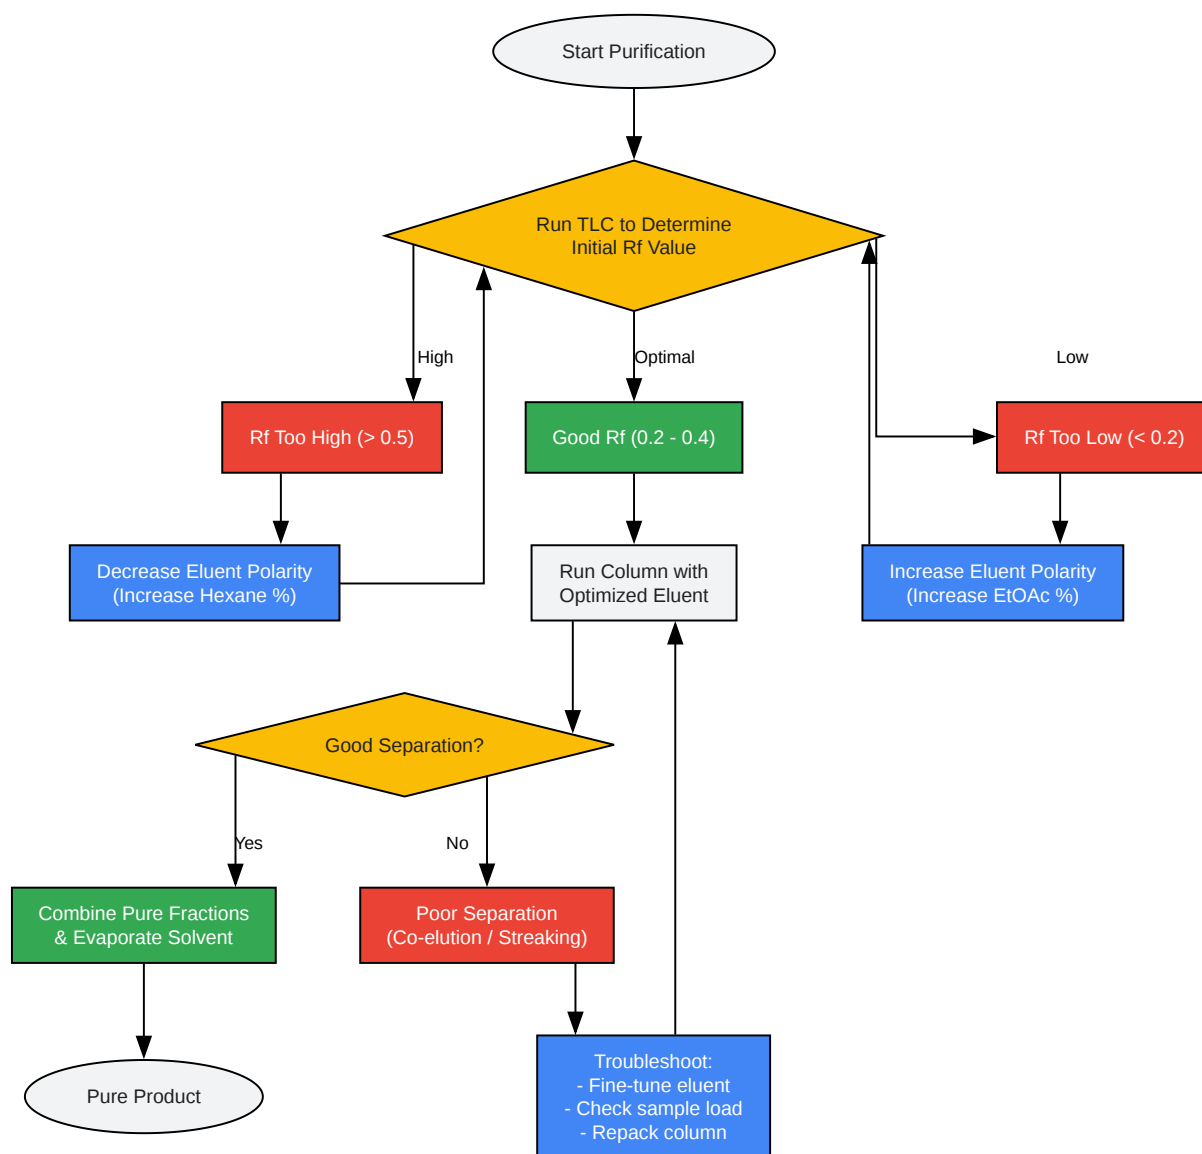 Start Purification
Run TLC to Determine
Initial Rf Value
High
Optimal
Low
Rf Too High (> 0.5)
Good Rf (0.2 - 0.4)
Rf Too Low (< 0.2)
Decrease Eluent Polarity
(Increase Hexane %)
Run Column with
Optimized Eluent
Increase Eluent Polarity
(Increase EtOAc %)
Good Separation?
Yes
No
Combine Pure Fractions
& Evaporate Solvent
Poor Separation
(Co-elution / Streaking)
Pure Product
Troubleshoot:
- Fine-tune eluent
- Check sample load
- Repack column